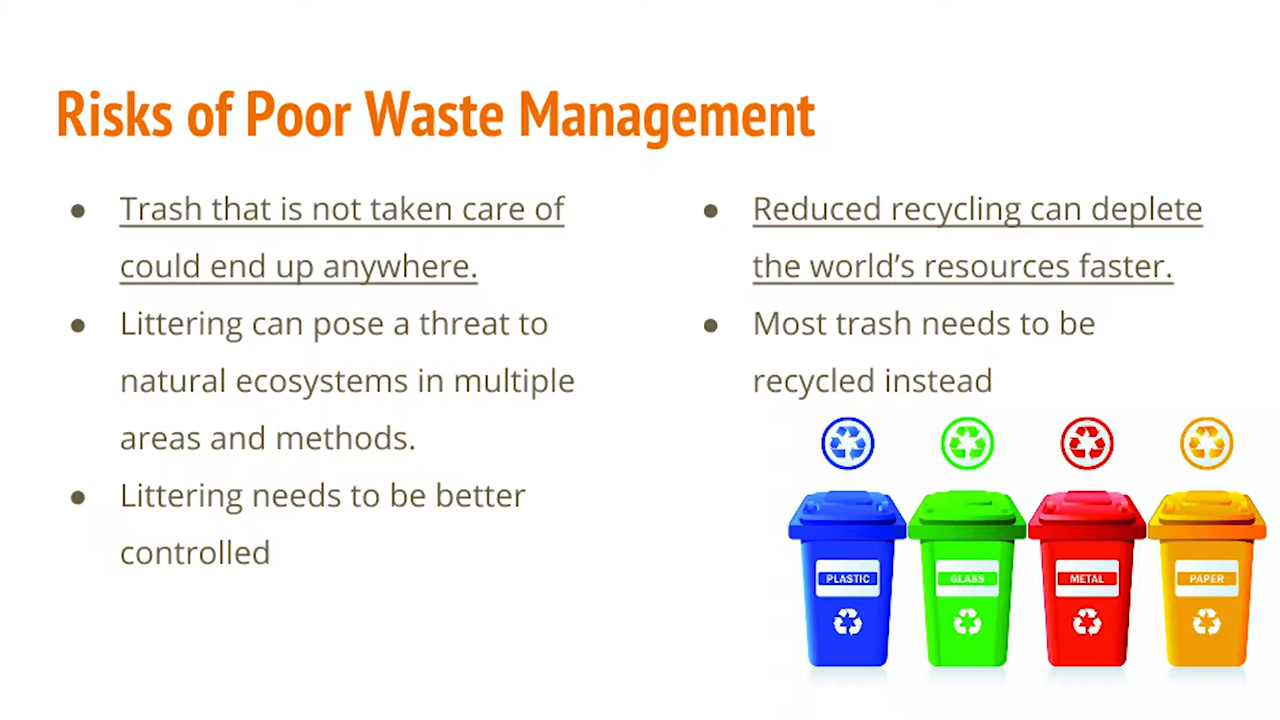 Risks of Poor Waste Management
● Trash that is not taken care of
could end up anywhere.
● Littering can pose a threat to
natural ecosystems in multiple
areas and methods.
● Littering needs to be better
controlled
● Reduced recycling can deplete
the world’s resources faster.
● Most trash needs to be
recycled instead
PLASTIC
GLASS
METAL
PAPER